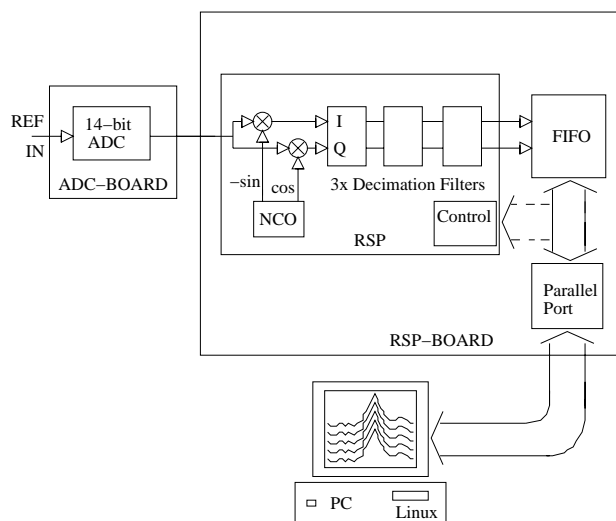 REF
IN
14-bit
ADC
ADC-BOARD
I
Q
-sin
cos
NCO
3x Decimation Filters
Control
RSP
FIFO
Parallel
Port
RSP-BOARD
PC
Linux